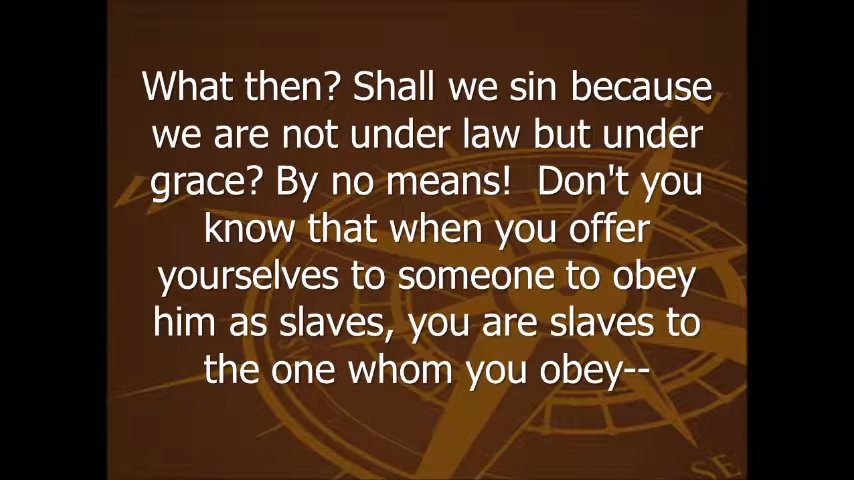 What then? Shall we sin because
we are not under law but under
grace? By no means!  Don't you
know that when you offer
yourselves to someone to obey
him as slaves, you are slaves to
the one whom you obey--
SE